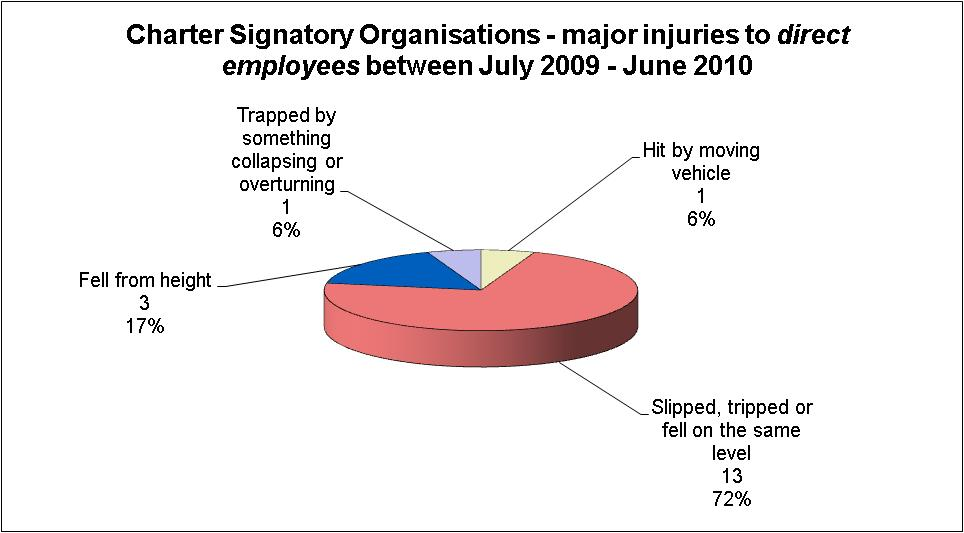 Charter Signatory Organisations - major injuries to direct
employees between July 2009 - June 2010
Trapped by
something
collapsing or
overturning
1
6%
Hit by moving
vehicle
1
6%
Fell from height
3
17%
Slipped, tripped or
fell on the same
level
13
72%